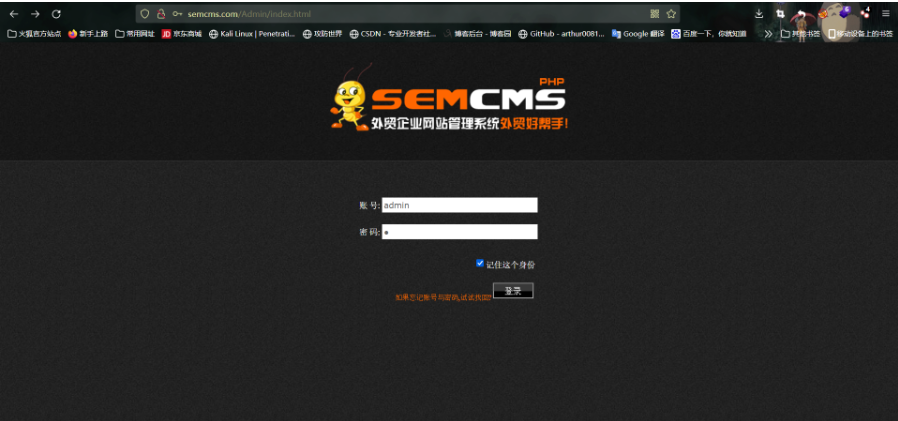 semcms.com/Admin/index.html
6
4
火狐官方站点 新手上路 常用网址 JD 京东商城 Kali Linux | Penetrati... 攻防世界 CSDN - 专业开发者社... 博客后台 - 博客园 GitHub - arthur0081... Google 翻译 百度一下，你就知道 其他书签 移动设备上的书签
PHP
SEMCMS
外贸企业网站管理系统外贸好帮手!
账 号: admin
密 码:
记住这个身份
如果忘记账号与密码,试试找回? 登录